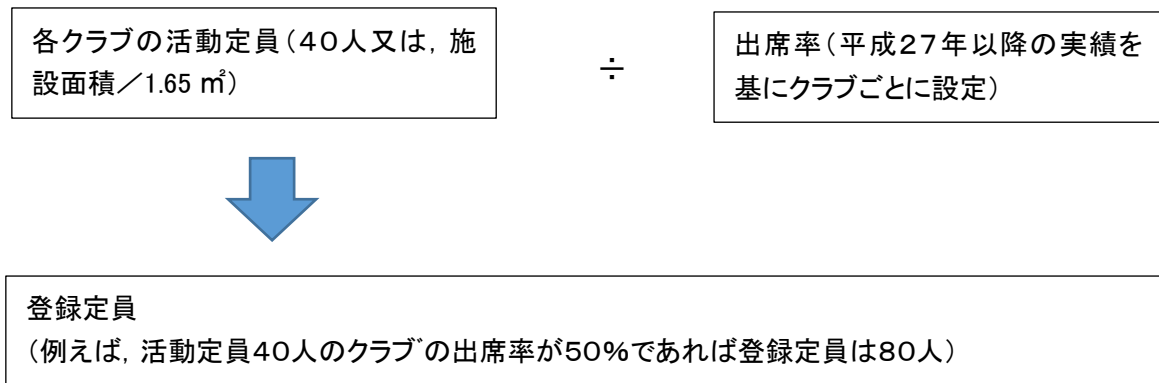 各クラブの活動定員（４０人又は，施
設面積／1.65 ㎡）
÷
出席率（平成２７年以降の実績を
基にクラブごとに設定）
登録定員
（例えば，活動定員４０人のクラブの出席率が５０％であれば登録定員は８０人）